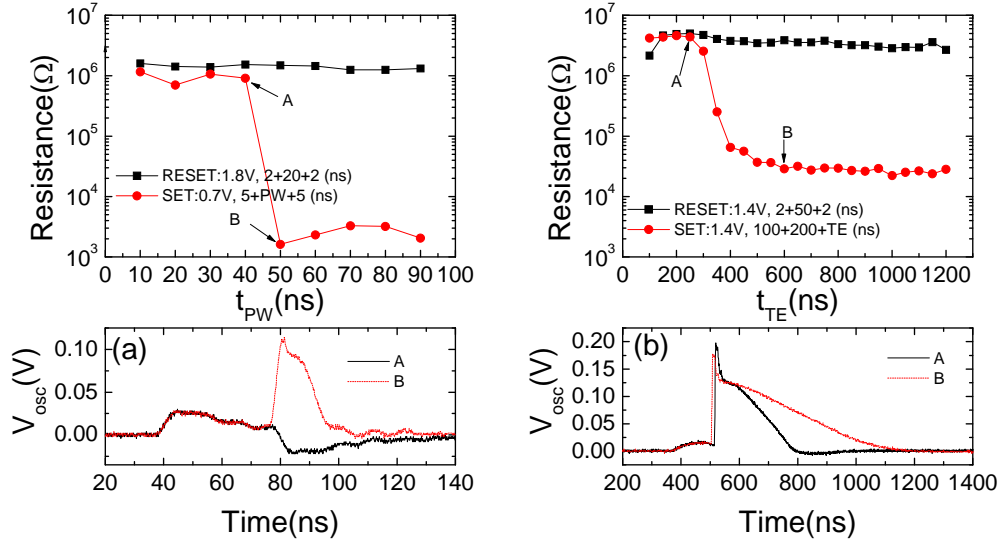 10^7
10^6
10^5
10^4
10^3
Resistance(Ω)
A
B
RESET:1.8V, 2+20+2 (ns)
SET:0.7V, 5+PW+5 (ns)
0 10 20 30 40 50 60 70 80 90 100
t_PW(ns)
10^7
10^6
10^5
10^4
10^3
Resistance(Ω)
A
B
RESET:1.4V, 2+50+2 (ns)
SET:1.4V, 100+200+TE (ns)
0 200 400 600 800 1000 1200
t_TE(ns)
(a)
A
B
0.10
0.05
0.00
V_osc(V)
20 40 60 80 100 120 140
Time(ns)
(b)
A
B
0.20
0.15
0.10
0.05
0.00
V_osc(V)
200 400 600 800 1000 1200 1400
Time(ns)